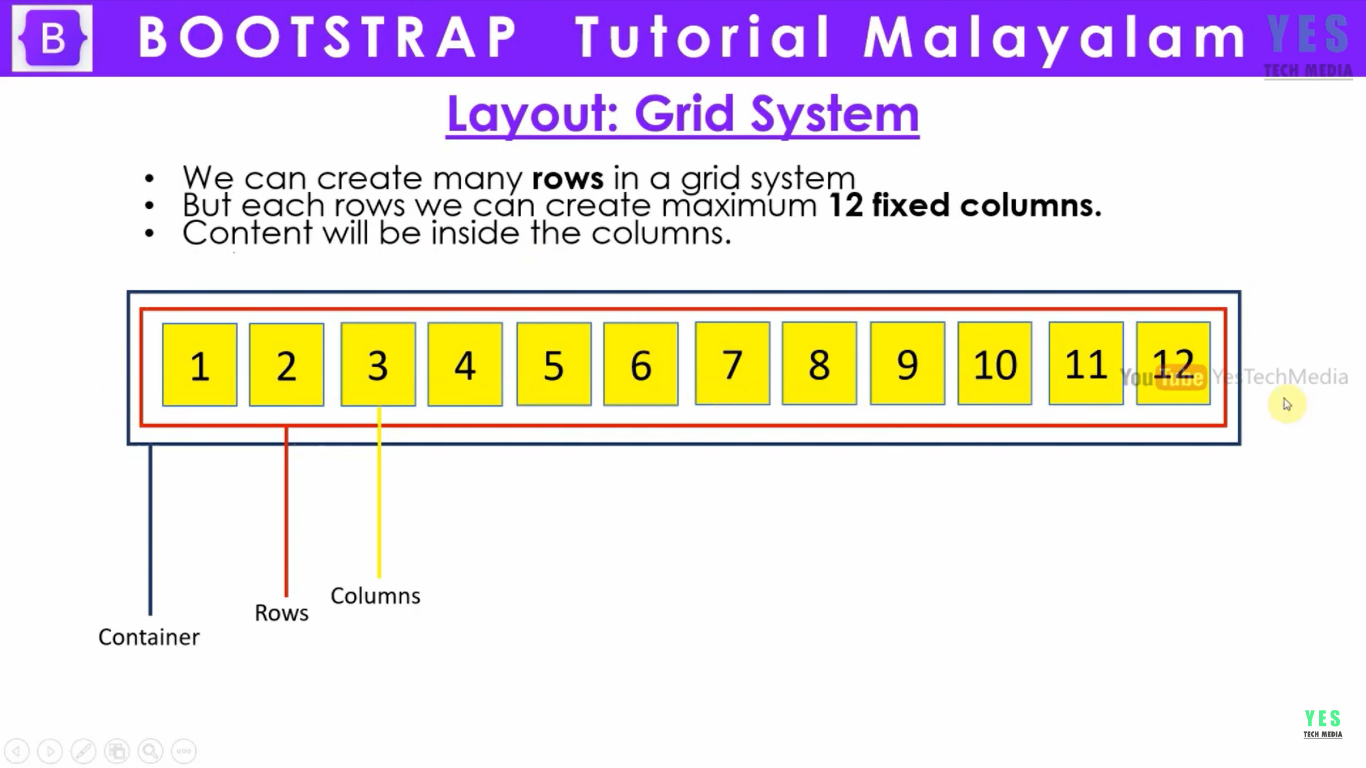 B BOOTSTRAP Tutorial Malayalam YES
TECH MEDIA
Layout: Grid System
• We can create many rows in a grid system
• But each rows we can create maximum 12 fixed columns.
• Content will be inside the columns.
1 2 3 4 5 6 7 8 9 10 11 12
YouTube YesTechMedia
Columns
Rows
Container
YES
TECH MEDIA